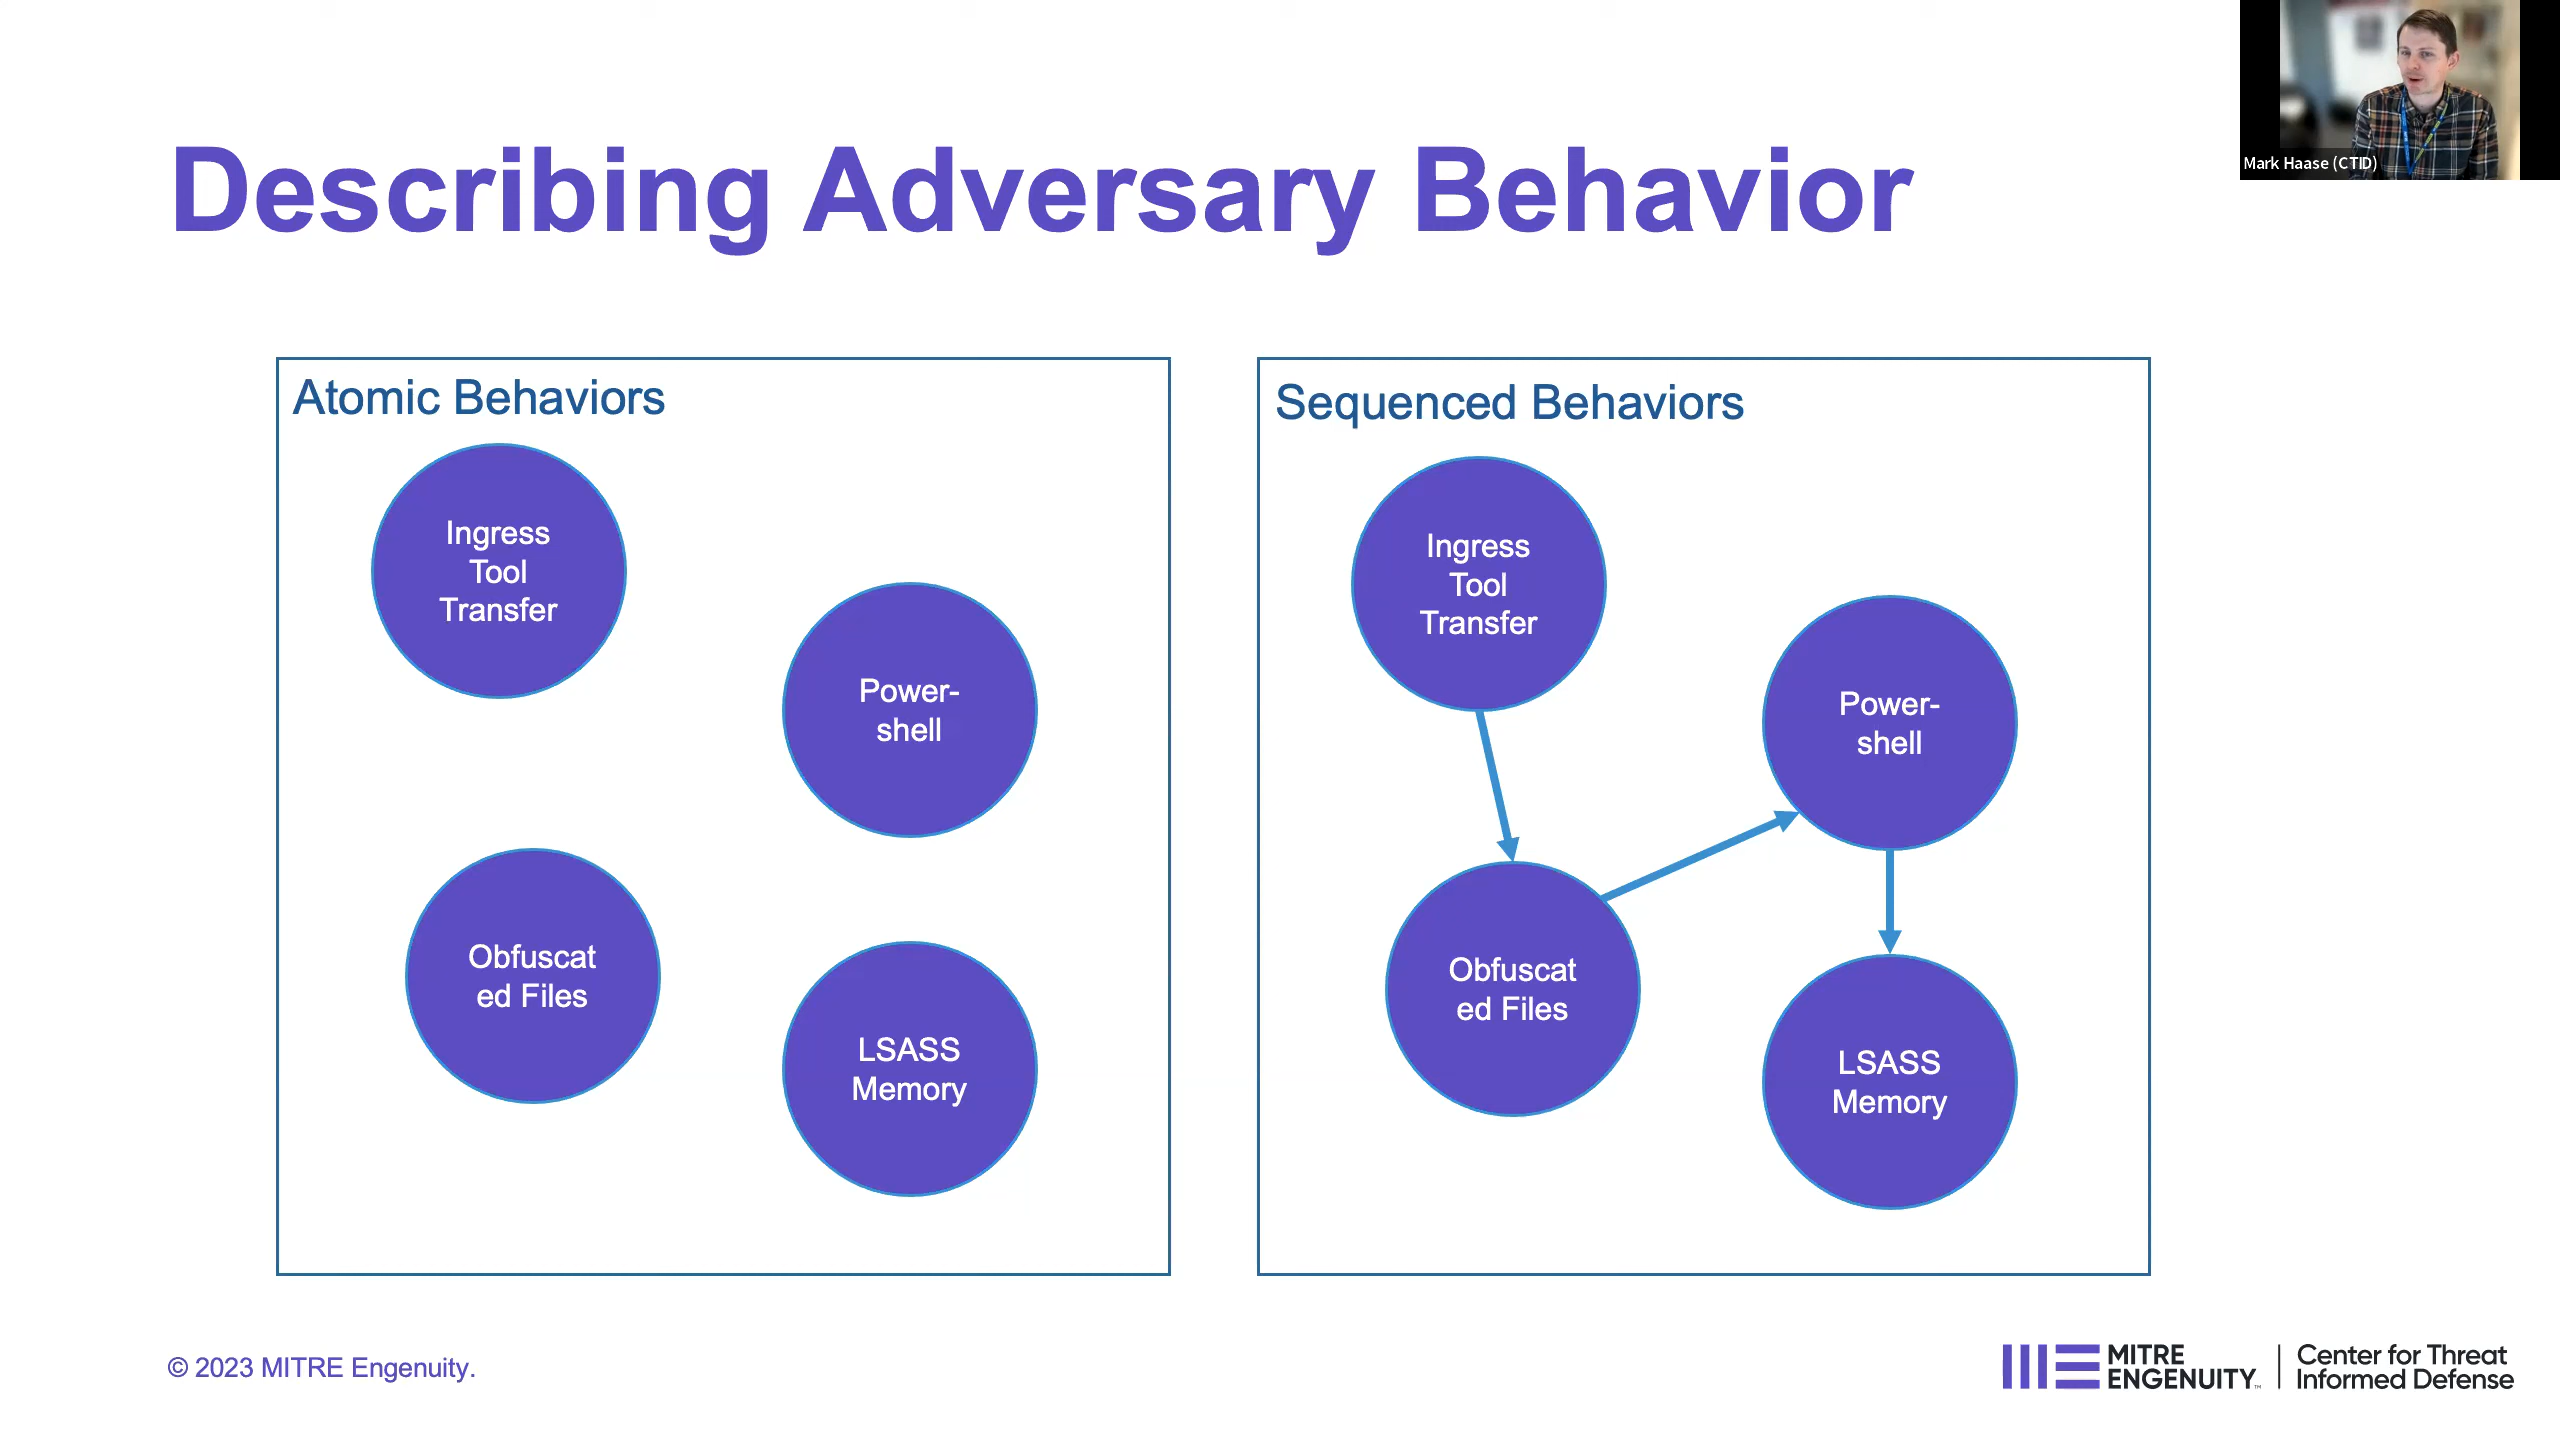 Mark Haase (CTID)
Describing Adversary Behavior
Atomic Behaviors
Ingress
Tool
Transfer
Power-
shell
Obfuscat
ed Files
LSASS
Memory
Sequenced Behaviors
Ingress
Tool
Transfer
Power-
shell
Obfuscat
ed Files
LSASS
Memory
© 2023 MITRE Engenuity.
MITRE
ENGENUITY™
Center for Threat
Informed Defense